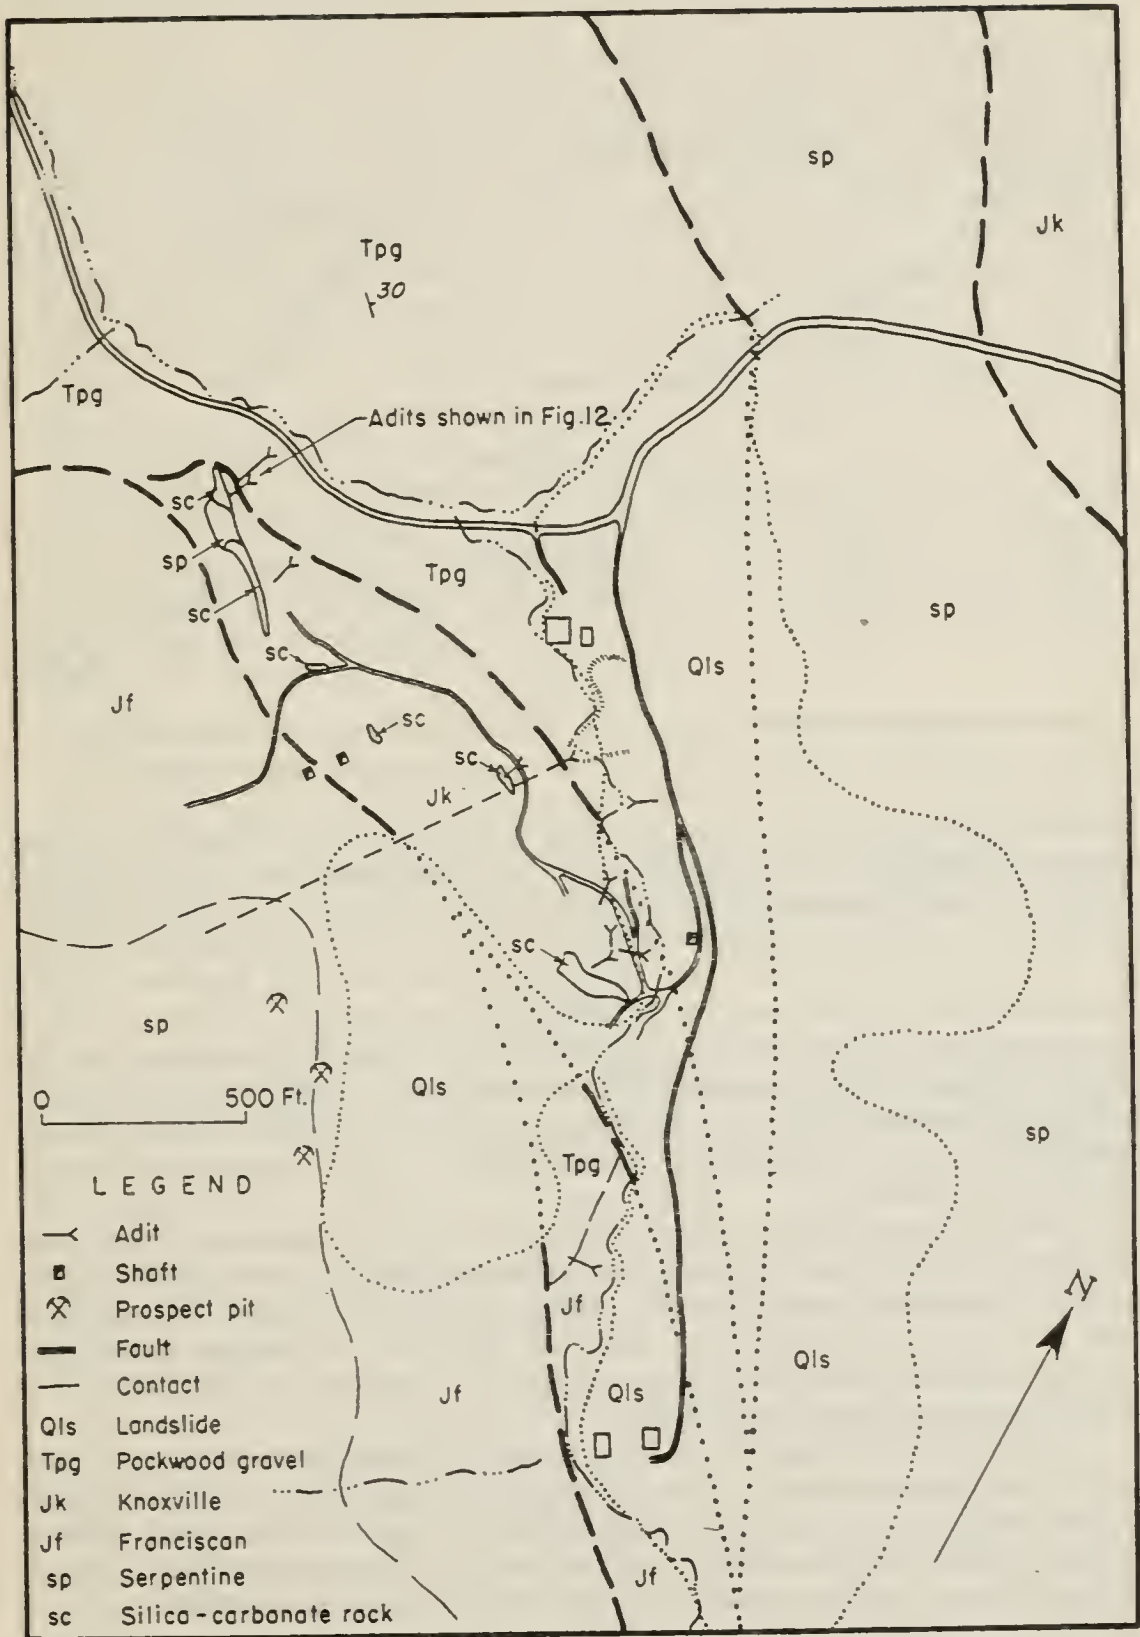 sp
Jk
Tpg
30
Tpg
Adits shown in Fig.12
sc
sp
Tpg
sc
sp
sc
Qls
Jf
sc
sc
Jk
sc
sp
Qls
0 500 Ft.
sp
Tpg
LEGEND
Adit
Shaft
Prospect pit
Fault
Contact
Qls Landslide
Tpg Packwood gravel
Jk Knoxville
Jf Franciscan
sp Serpentine
sc Silica-carbonate rock
N
Jf
Qls
Jf
Qls
Jf